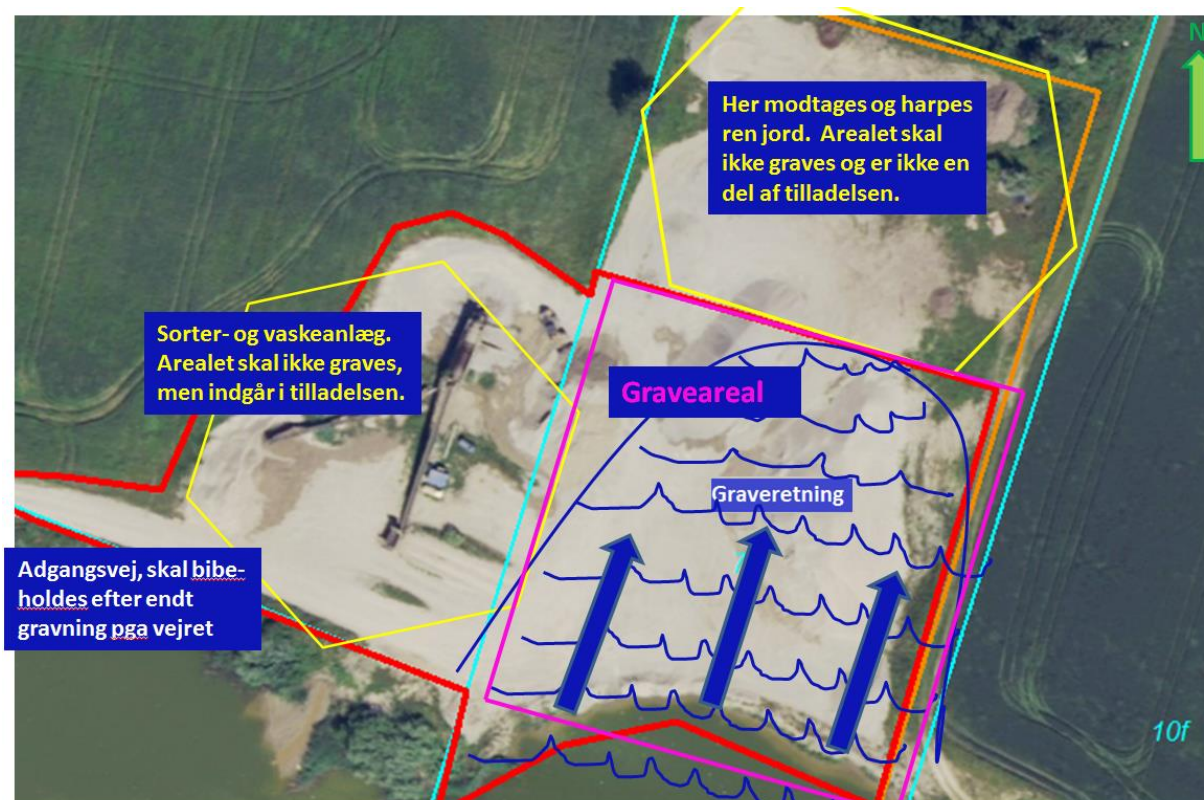 N
Her modtages og harpes
ren jord. Arealet skal
ikke graves og er ikke en
del af tilladelsen.
Sorter- og vaskeanlæg.
Arealet skal ikke graves,
men indgår i tilladelsen.
Graveareal
Graveretning
Adgangsvej, skal bibe-
holdes efter endt
gravning pga vejret
10f